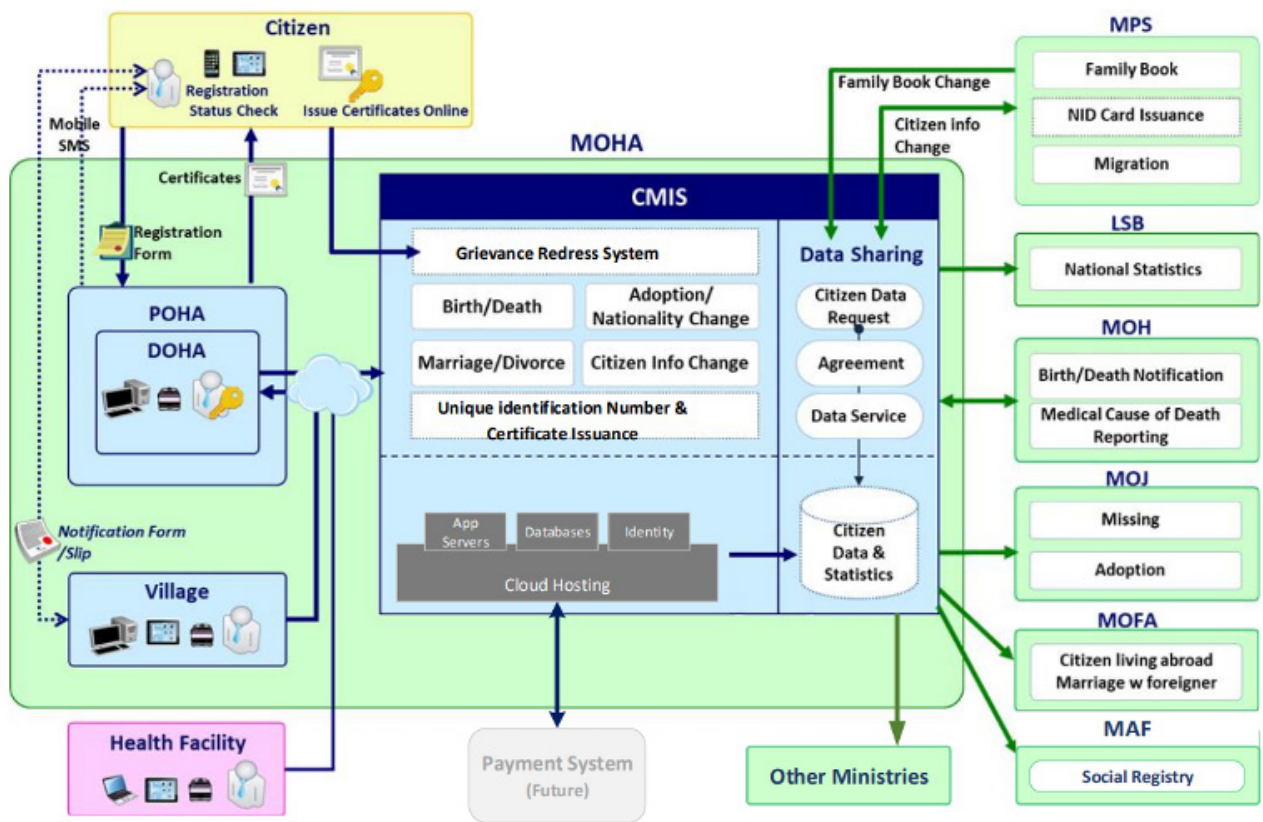 Citizen
Registration
Status Check
Issue Certificates Online
Mobile
SMS
Certificates
Registration
Form
MOHA
POHA
DOHA
Notification Form
/Slip
Village
Health Facility
CMIS
Grievance Redress System
Birth/Death
Adoption/
Nationality Change
Marriage/Divorce
Citizen Info Change
Unique identification Number &
Certificate Issuance
App
Servers
Databases
Identity
Cloud Hosting
Data Sharing
Citizen Data
Request
Agreement
Data Service
Citizen
Data &
Statistics
Payment System
(Future)
Other Ministries
Family Book Change
Citizen Info
Change
MPS
Family Book
NID Card Issuance
Migration
LSB
National Statistics
MOH
Birth/Death Notification
Medical Cause of Death
Reporting
MOJ
Missing
Adoption
MOFA
Citizen living abroad
Marriage w foreigner
MAF
Social Registry